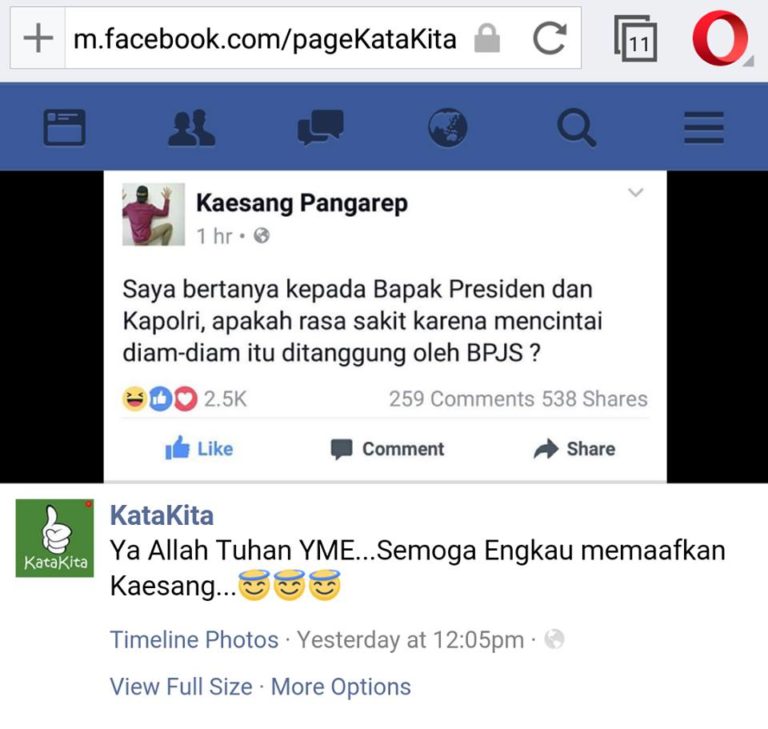 m.facebook.com/pageKataKita
11
Kaesang Pangarep
1 hr •
Saya bertanya kepada Bapak Presiden dan
Kapolri, apakah rasa sakit karena mencintai
diam-diam itu ditanggung oleh BPJS ?
2.5K 259 Comments 538 Shares
Like Comment Share
KataKita
KataKita
Ya Allah Tuhan YME...Semoga Engkau memaafkan
Kaesang...😇😇😇
Timeline Photos · Yesterday at 12:05pm ·
View Full Size · More Options